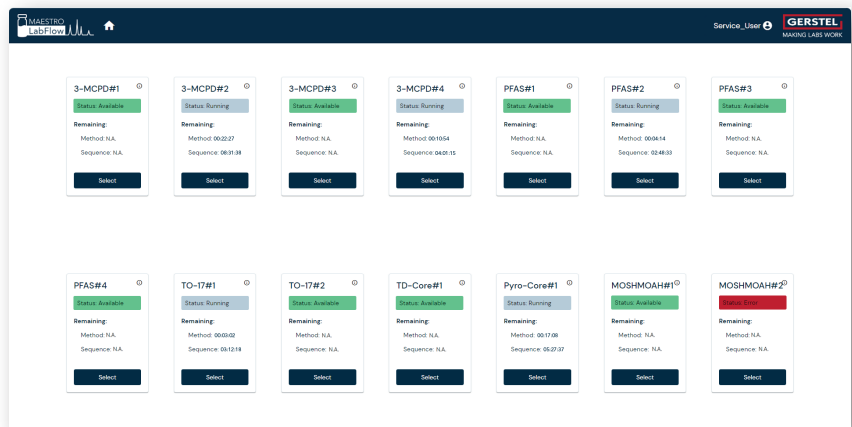 MAESTRO
LabFlow
Service_User
GERSTEL
MAKING LABS WORK
3-MCPD#1
Status: Available
Remaining:
Method: N.A.
Sequence: N.A.
Select
3-MCPD#2
Status: Running
Remaining:
Method: 00:22:27
Sequence: 08:31:39
Select
3-MCPD#3
Status: Available
Remaining:
Method: N.A.
Sequence: N.A.
Select
3-MCPD#4
Status: Running
Remaining:
Method: 00:10:54
Sequence: 04:01:15
Select
PFAS#1
Status: Available
Remaining:
Method: N.A.
Sequence: N.A.
Select
PFAS#2
Status: Running
Remaining:
Method: 00:04:14
Sequence: 02:48:33
Select
PFAS#3
Status: Available
Remaining:
Method: N.A.
Sequence: N.A.
Select
PFAS#4
Status: Available
Remaining:
Method: N.A.
Sequence: N.A.
Select
TO-17#1
Status: Running
Remaining:
Method: 00:03:02
Sequence: 03:12:18
Select
TO-17#2
Status: Available
Remaining:
Method: N.A.
Sequence: N.A.
Select
TD-Core#1
Status: Available
Remaining:
Method: N.A.
Sequence: N.A.
Select
Pyro-Core#1
Status: Running
Remaining:
Method: 00:17:09
Sequence: 05:27:37
Select
MOSHMOAH#1
Status: Available
Remaining:
Method: N.A.
Sequence: N.A.
Select
MOSHMOAH#2
Status: Error
Remaining:
Method: N.A.
Sequence: N.A.
Select